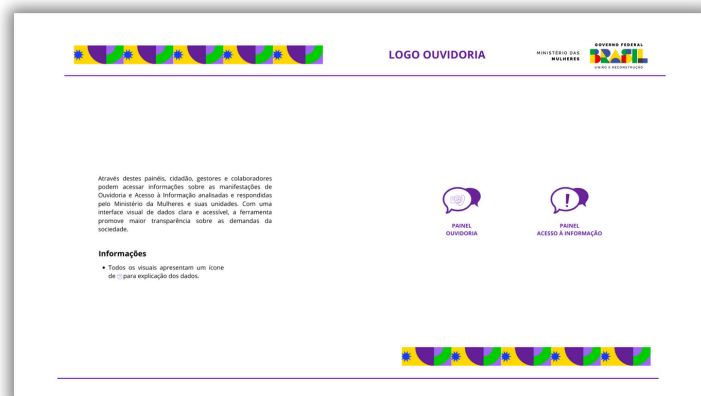 LOGO OUVIDORIA
MINISTÉRIO DAS
MULHERES
GOVERNO FEDERAL
BRASIL
UNIÃO E RECONSTRUÇÃO
Através destes painéis, cidadão, gestores e colaboradores
podem acessar informações sobre as manifestações de
Ouvidoria e Acesso à Informação analisadas e respondidas
pelo Ministério da Mulheres e suas unidades. Com uma
interface visual de dados clara e acessível, a ferramenta
promove maior transparência sobre as demandas da
sociedade.
Informações
• Todos os visuais apresentam um ícone
de para explicação dos dados.
PAINEL
OUVIDORIA
!
PAINEL
ACESSO À INFORMAÇÃO